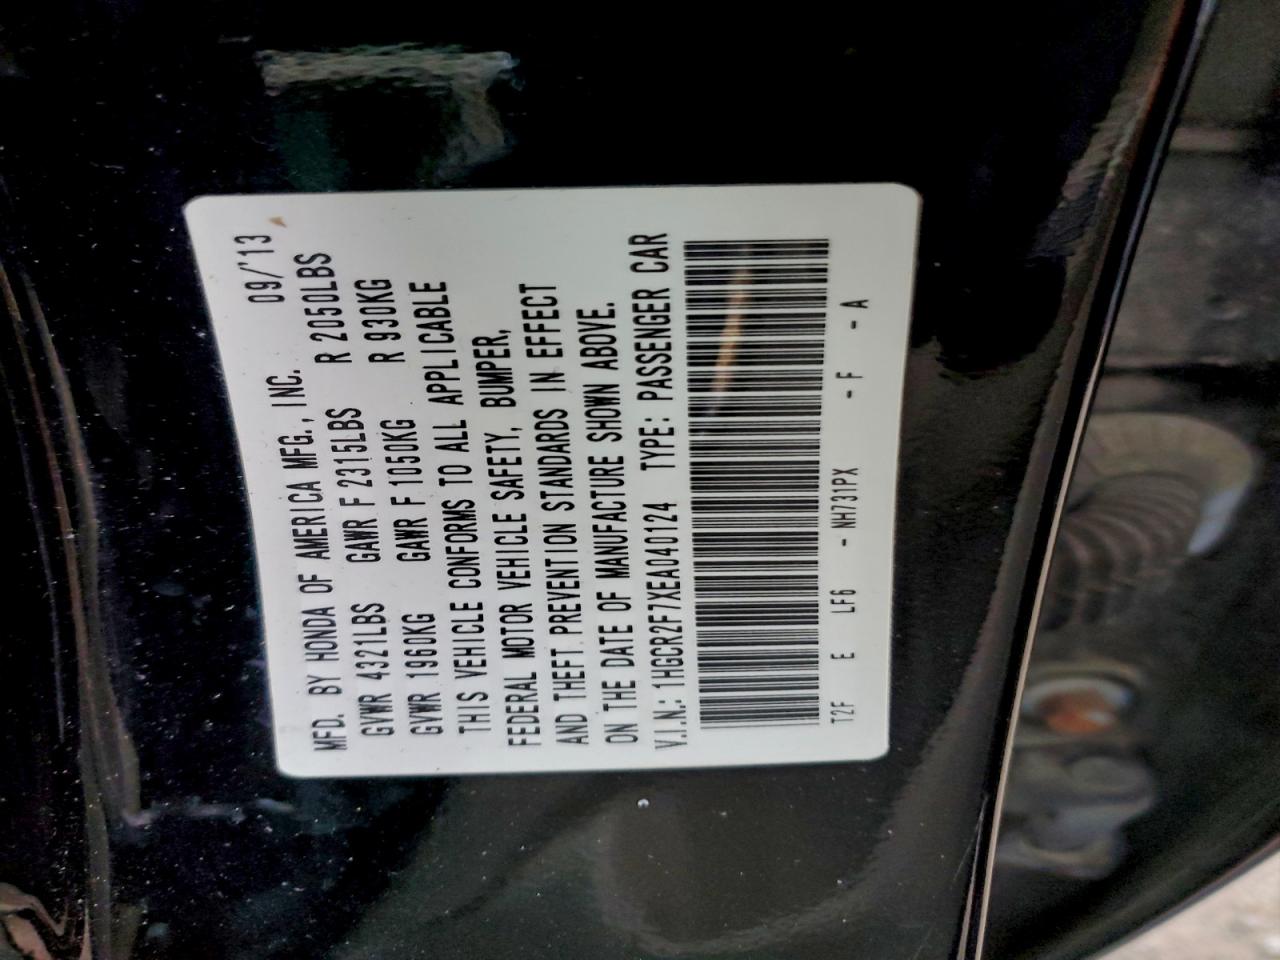 MFD. BY HONDA OF AMERICA MFG., INC. 09/'13
GVWR 4321LBS GAWR F 2315LBS R 2050LBS
GVWR 1960KG GAWR F 1050KG R 930KG
THIS VEHICLE CONFORMS TO ALL APPLICABLE
FEDERAL MOTOR VEHICLE SAFETY, BUMPER,
AND THEFT PREVENTION STANDARDS IN EFFECT
ON THE DATE OF MANUFACTURE SHOWN ABOVE.
V.I.N.: 1HGCR2F7XEA040124 TYPE: PASSENGER CAR
T2F E LF6 - NH731PX - F - A